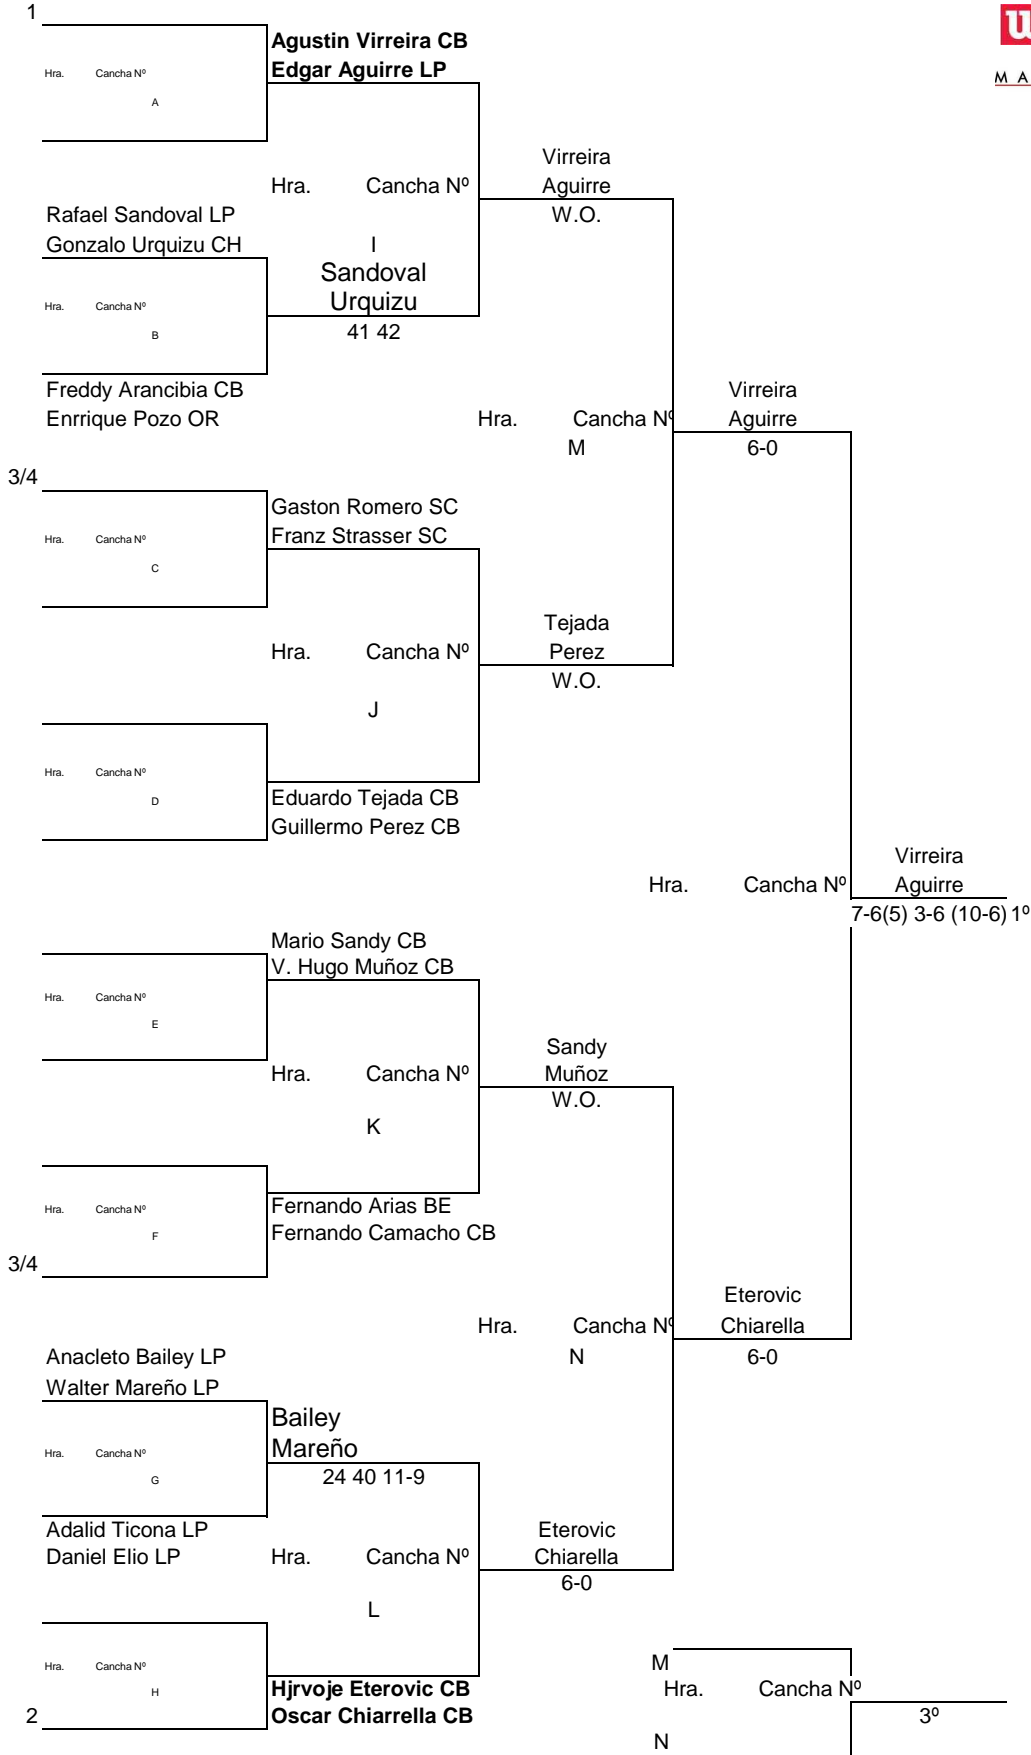 1
Agustin Virreira CB
Edgar Aguirre LP
Hra. Cancha Nº
A
M A
Hra. Cancha Nº
Virreira
Aguirre
W.O.
Rafael Sandoval LP
Gonzalo Urquizu CH
I
Sandoval
Urquizu
41 42
Hra. Cancha Nº
B
Freddy Arancibia CB
Enrrique Pozo OR
Hra. Cancha Nº
M
Virreira
Aguirre
6-0
3/4
Gaston Romero SC
Franz Strasser SC
Hra. Cancha Nº
C
Hra. Cancha Nº
J
Tejada
Perez
W.O.
Hra. Cancha Nº
D
Eduardo Tejada CB
Guillermo Perez CB
Hra. Cancha Nº
Virreira
Aguirre
7-6(5) 3-6 (10-6) 1º
Mario Sandy CB
V. Hugo Muñoz CB
Hra. Cancha Nº
E
Hra. Cancha Nº
K
Sandy
Muñoz
W.O.
Hra. Cancha Nº
F
Fernando Arias BE
Fernando Camacho CB
3/4
Hra. Cancha Nº
N
Eterovic
Chiarella
6-0
Anacleto Bailey LP
Walter Mareño LP
Bailey
Mareño
24 40 11-9
Hra. Cancha Nº
G
Adalid Ticona LP
Daniel Elio LP
Hra. Cancha Nº
L
Eterovic
Chiarella
6-0
Hra. Cancha Nº
H
Hjrvoje Eterovic CB
Oscar Chiarrella CB
2
M
Hra. Cancha Nº
3º
N